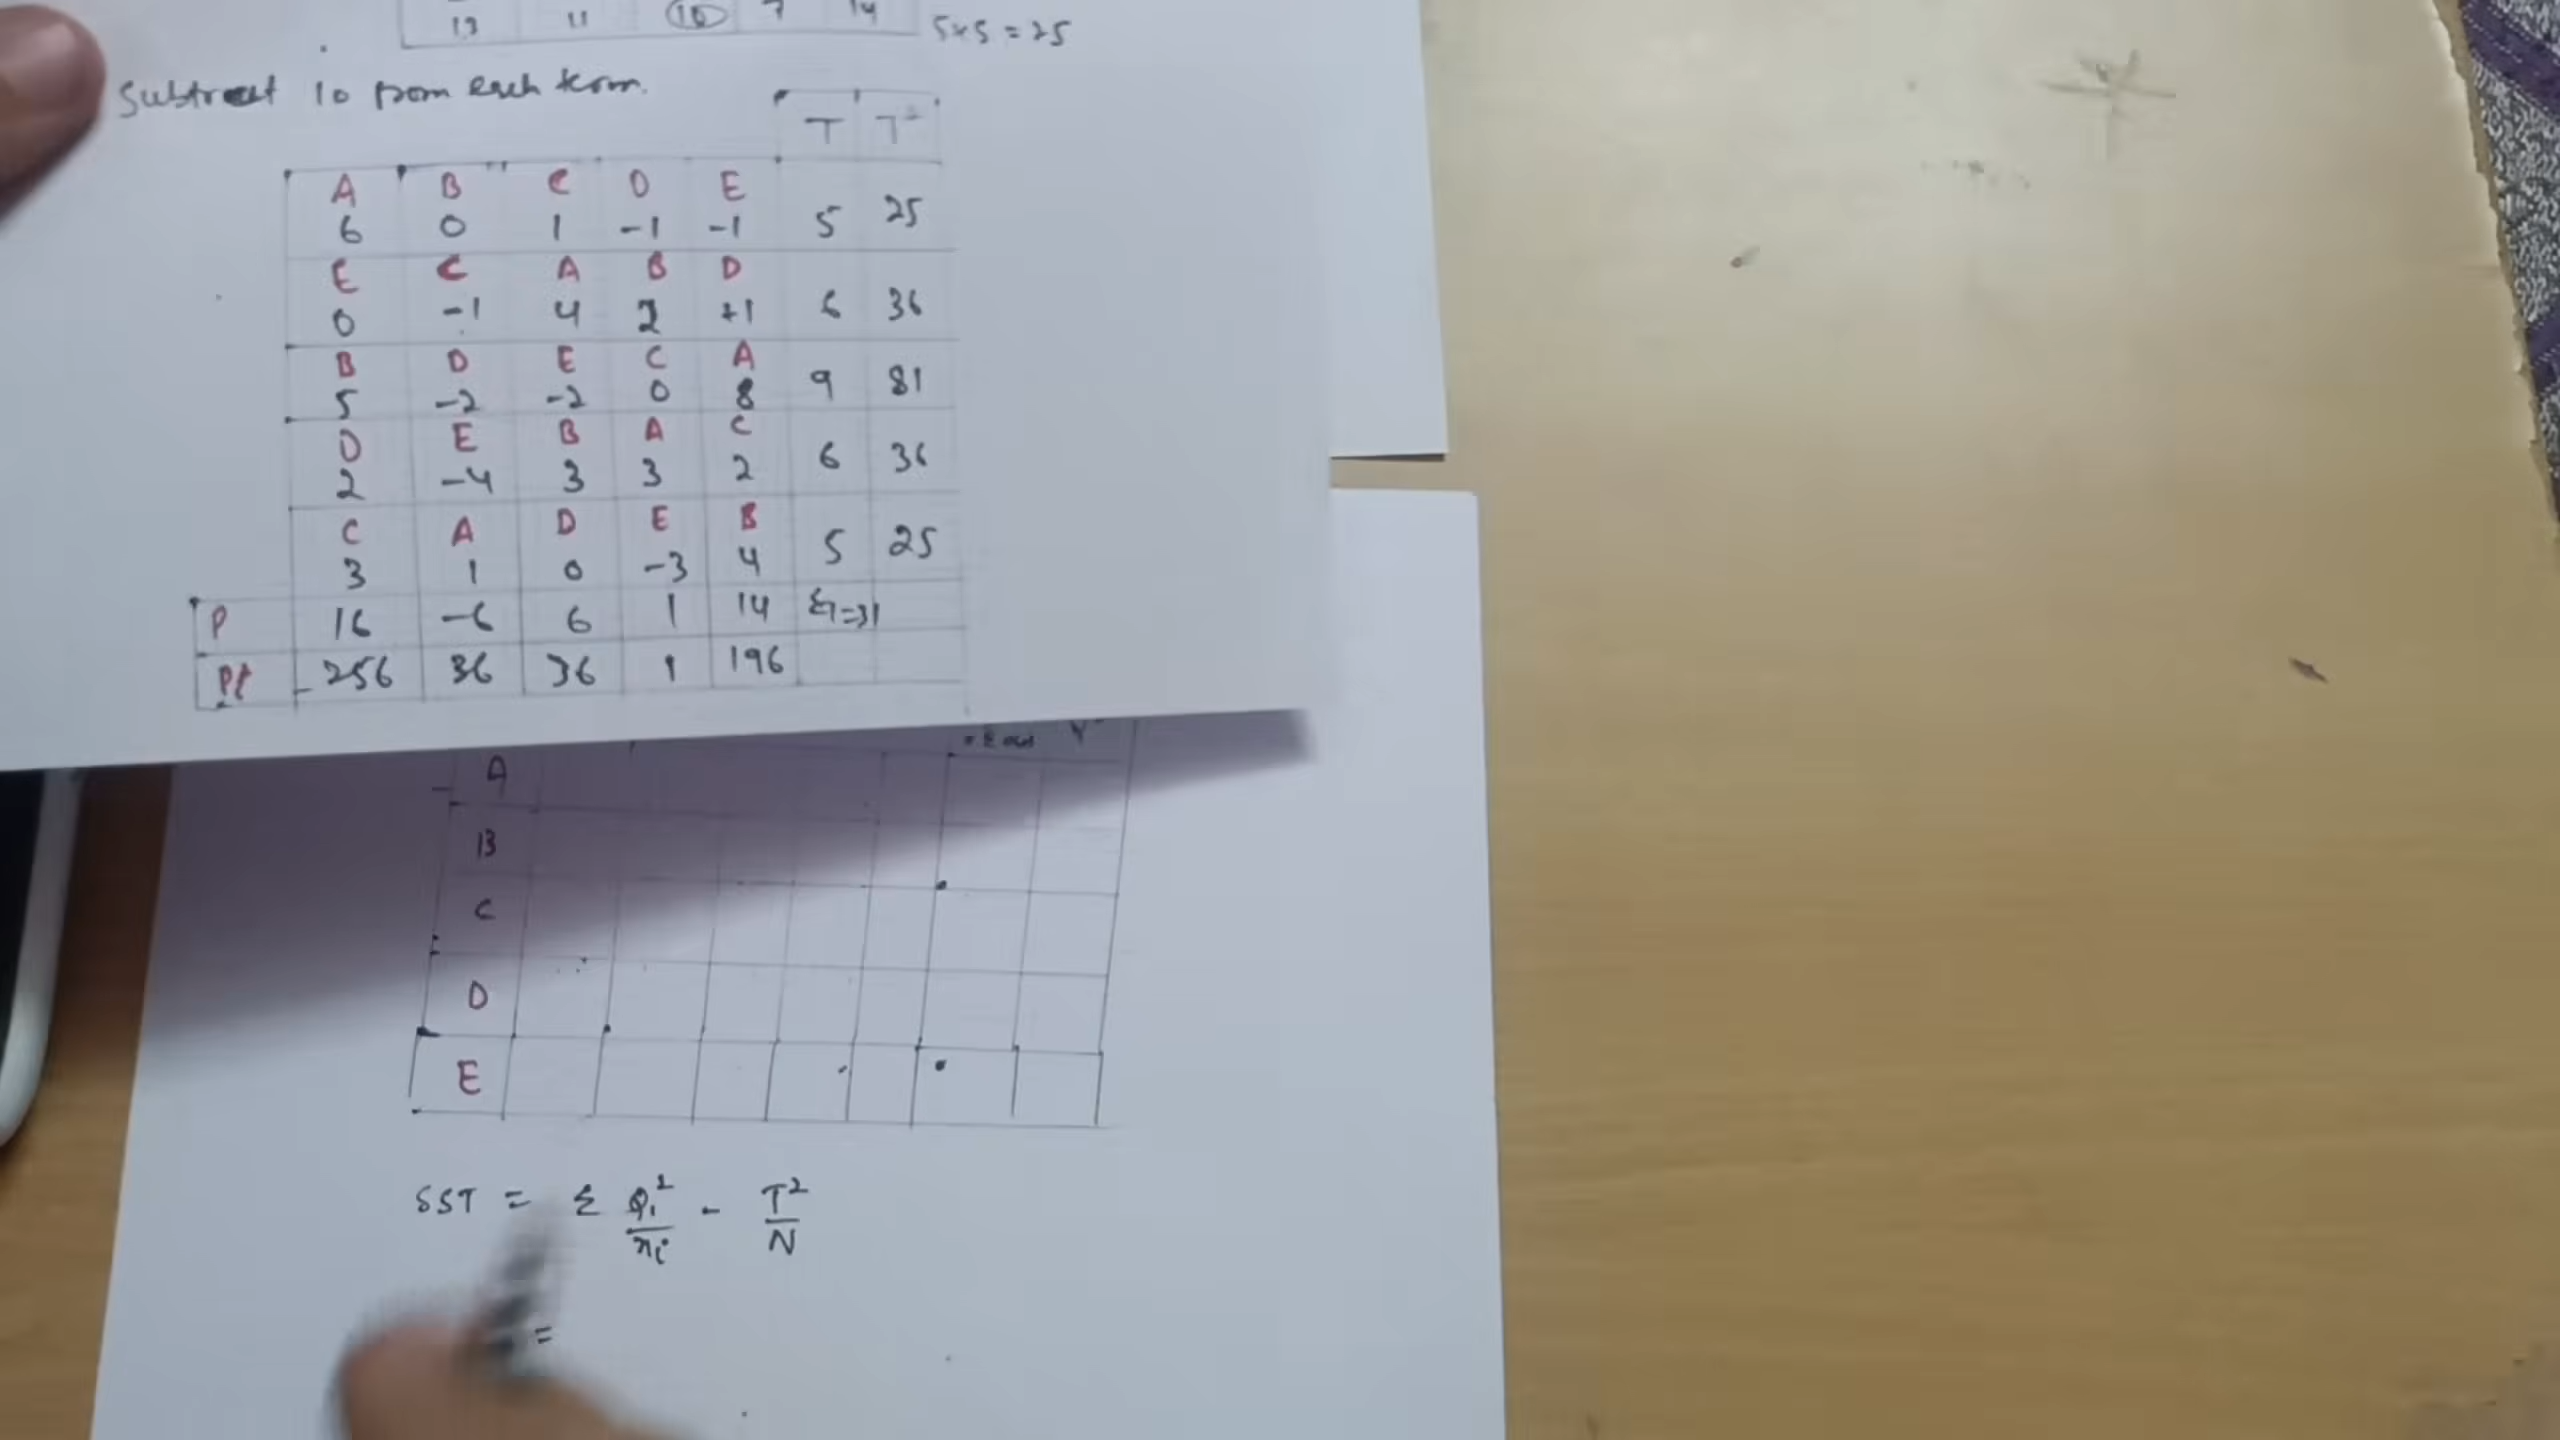 13 11 10 7 14
5x5 = 25
Subtract 10 from each term.
T T²
A B C D E
6 0 1 -1 -1 5 25
E C A B D
0 -1 4 2 +1 6 36
B D E C A
5 -2 -2 0 8 9 81
D E B A C
2 -4 3 3 2 6 36
C A D E B
3 1 0 -3 4 5 25
P 16 -6 6 1 14 ΣT=31
256 36 36 1 196
A
B
C
D
E
SST = Σ Qi²/ni - T²/N
=